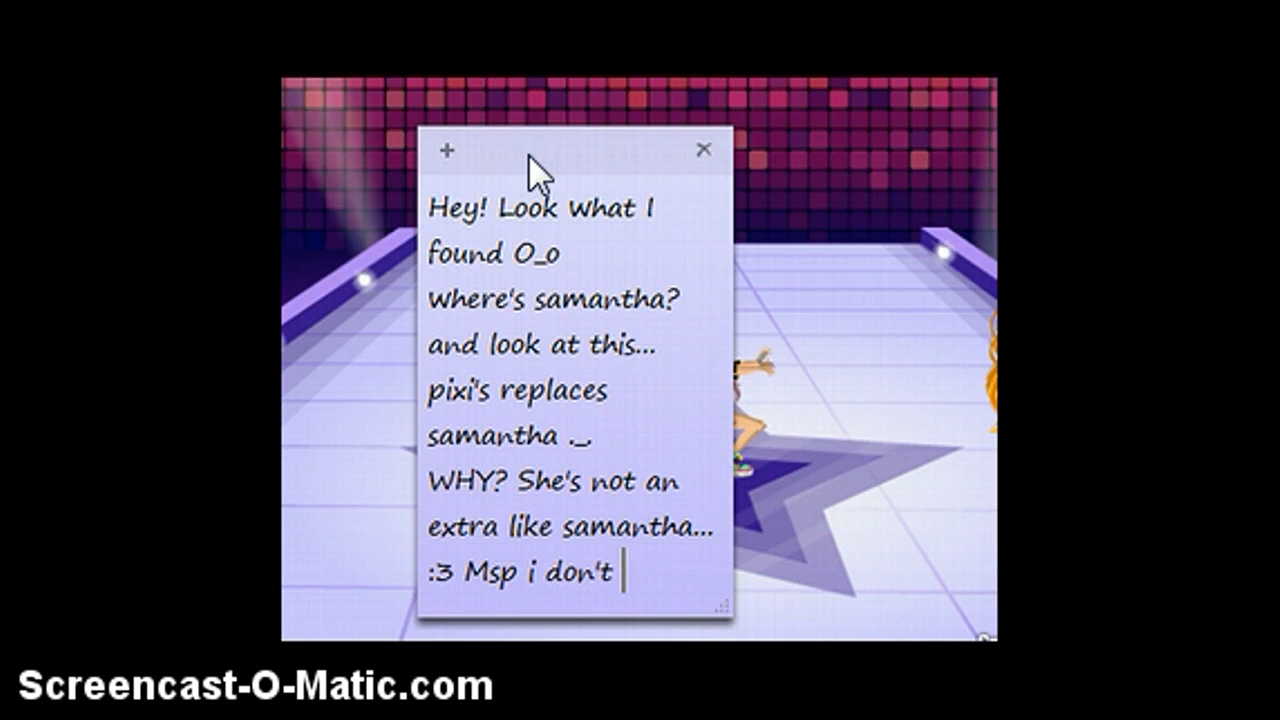 Hey! Look what I
found O_o
where's samantha?
and look at this...
pixi's replaces
samantha ._.
WHY? She's not an
extra like samantha...
:3 Msp i don't
Screencast-O-Matic.com